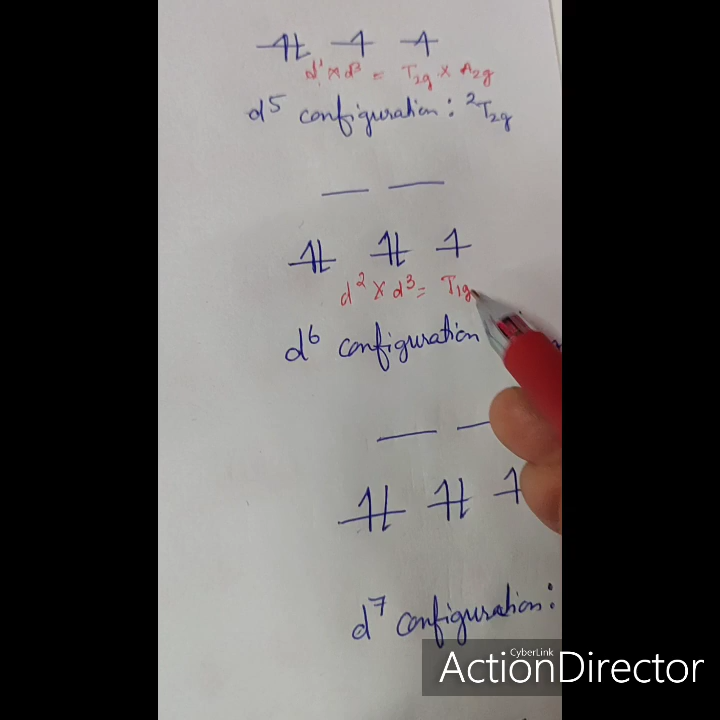 d¹ × d³ = T₂g × A₂g
d⁵ configuration: ²T₂g
d² × d³ = T₁g
d⁶ configuration
d⁷ configuration:
CyberLink
ActionDirector